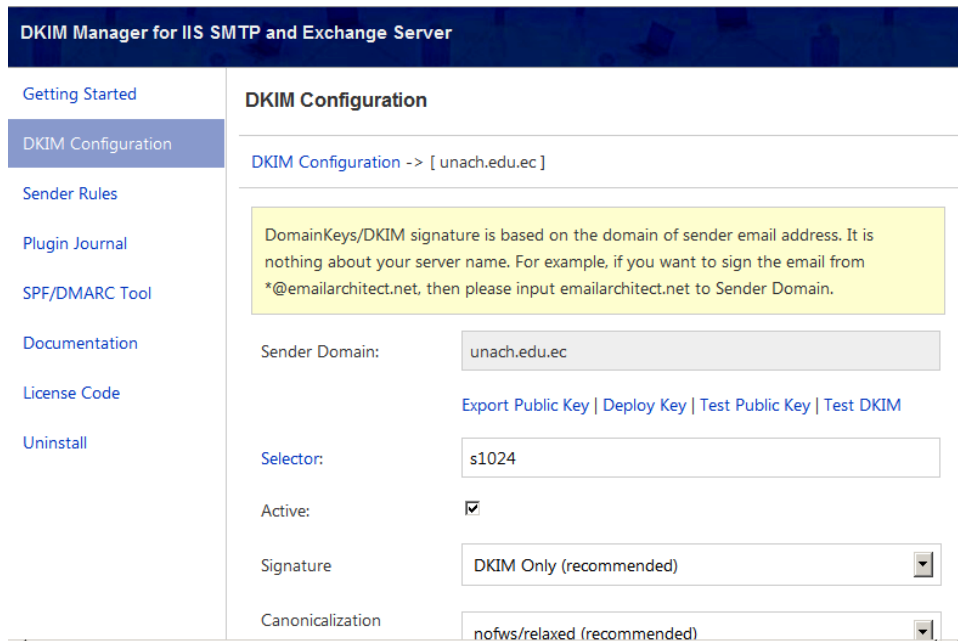 DKIM Manager for IIS SMTP and Exchange Server
Getting Started
DKIM Configuration
Sender Rules
Plugin Journal
SPF/DMARC Tool
Documentation
License Code
Uninstall
DKIM Configuration
DKIM Configuration -> [ unach.edu.ec ]
DomainKeys/DKIM signature is based on the domain of sender email address. It is
nothing about your server name. For example, if you want to sign the email from
*@emailarchitect.net, then please input emailarchitect.net to Sender Domain.
Sender Domain: unach.edu.ec
Export Public Key | Deploy Key | Test Public Key | Test DKIM
Selector: s1024
Active:
Signature DKIM Only (recommended)
Canonicalization nofws/relaxed (recommended)